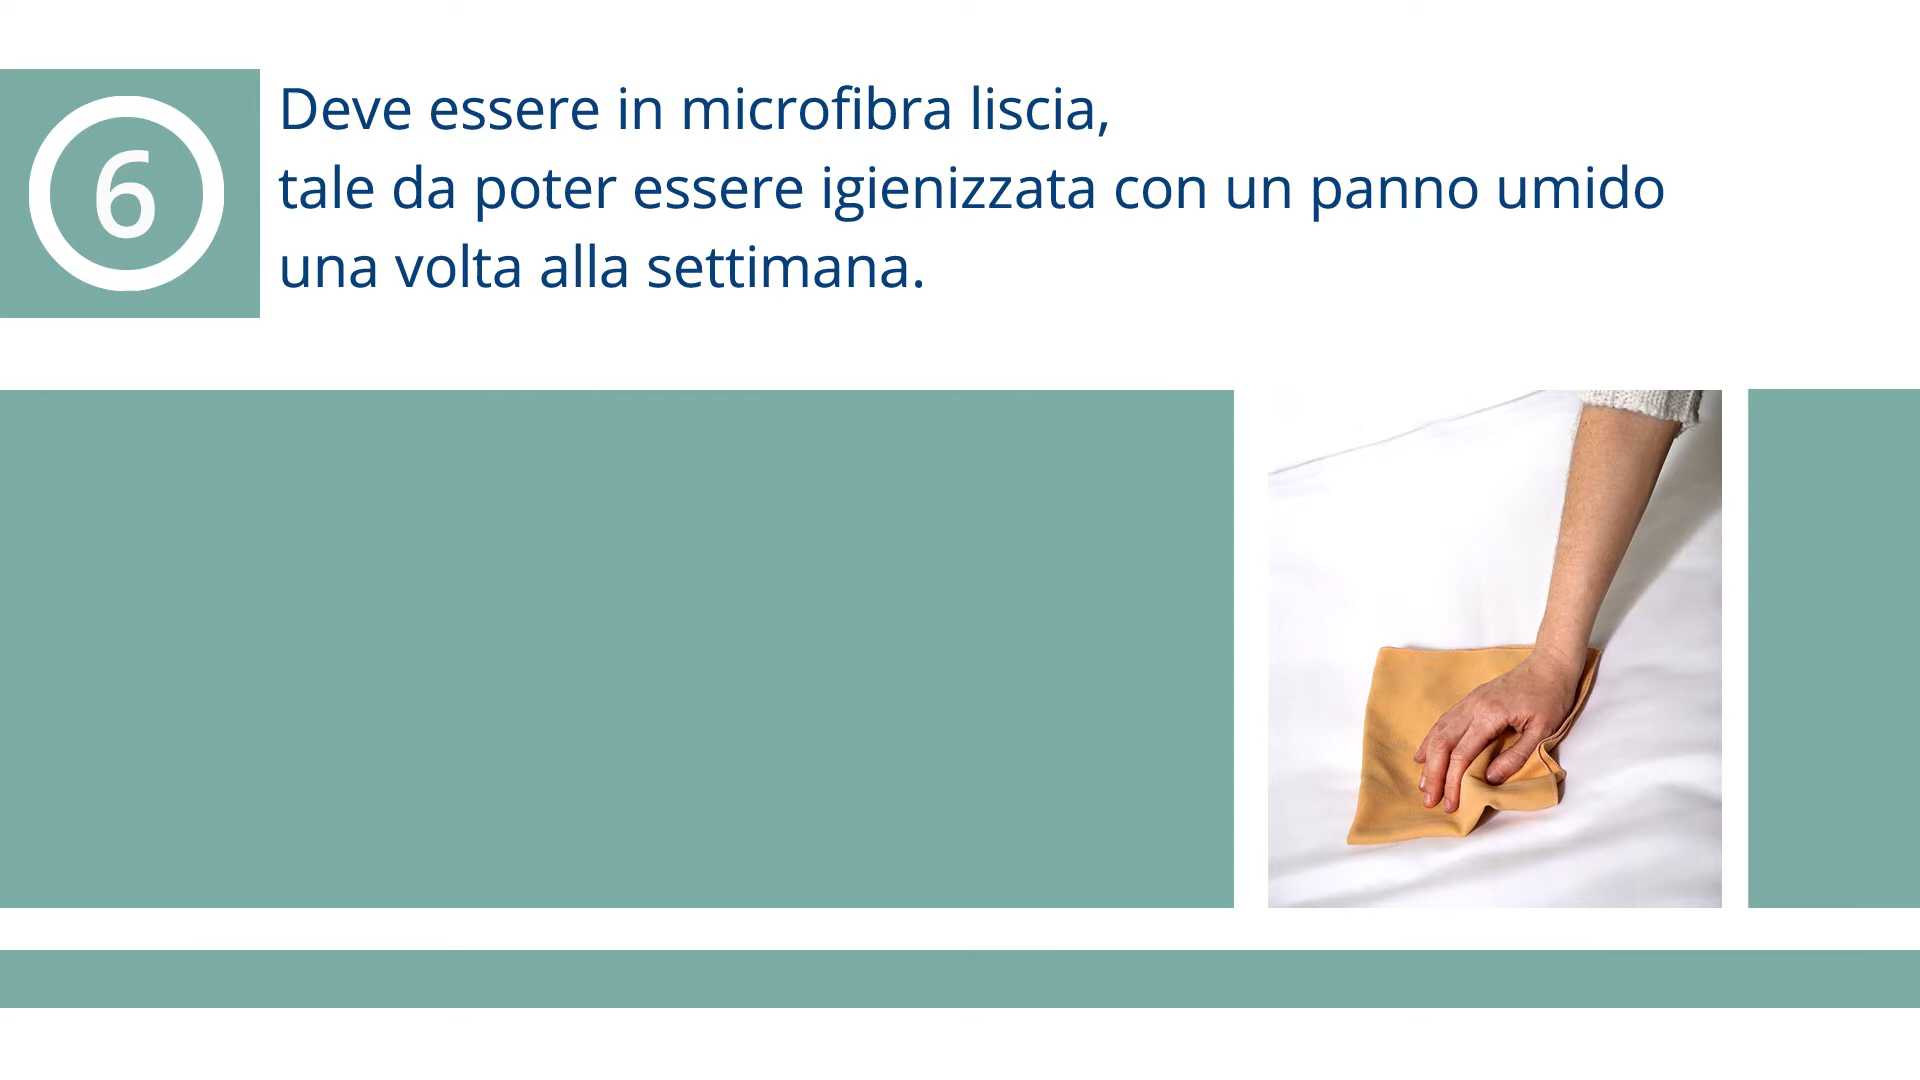 6
Deve essere in microfibra liscia,
tale da poter essere igienizzata con un panno umido
una volta alla settimana.